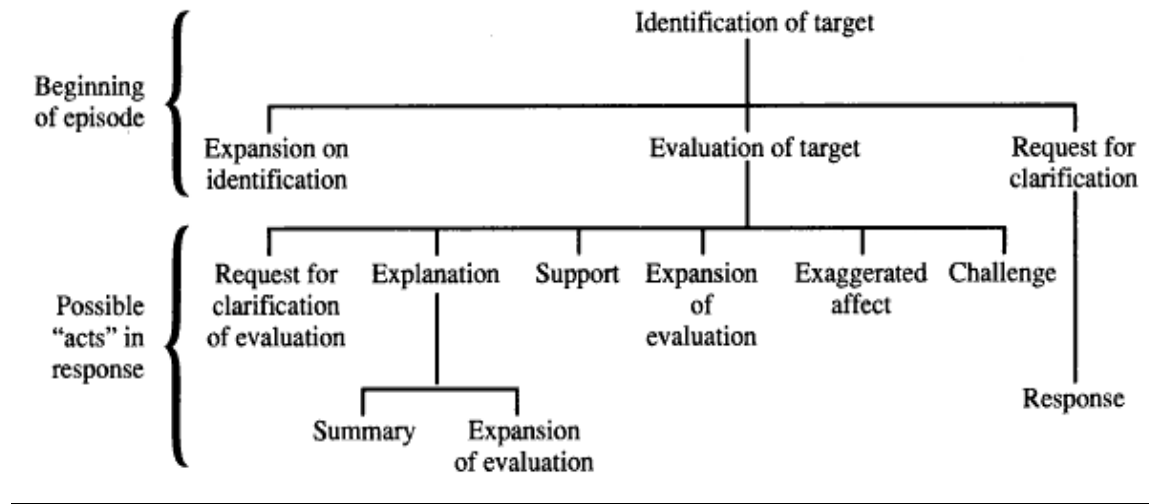 Identification of target
Beginning
of episode
Expansion on
identification
Evaluation of target
Request for
clarification
Possible
“acts” in
response
Request for
clarification
of evaluation
Explanation
Support
Expansion
of
evaluation
Exaggerated
affect
Challenge
Response
Summary
Expansion
of evaluation